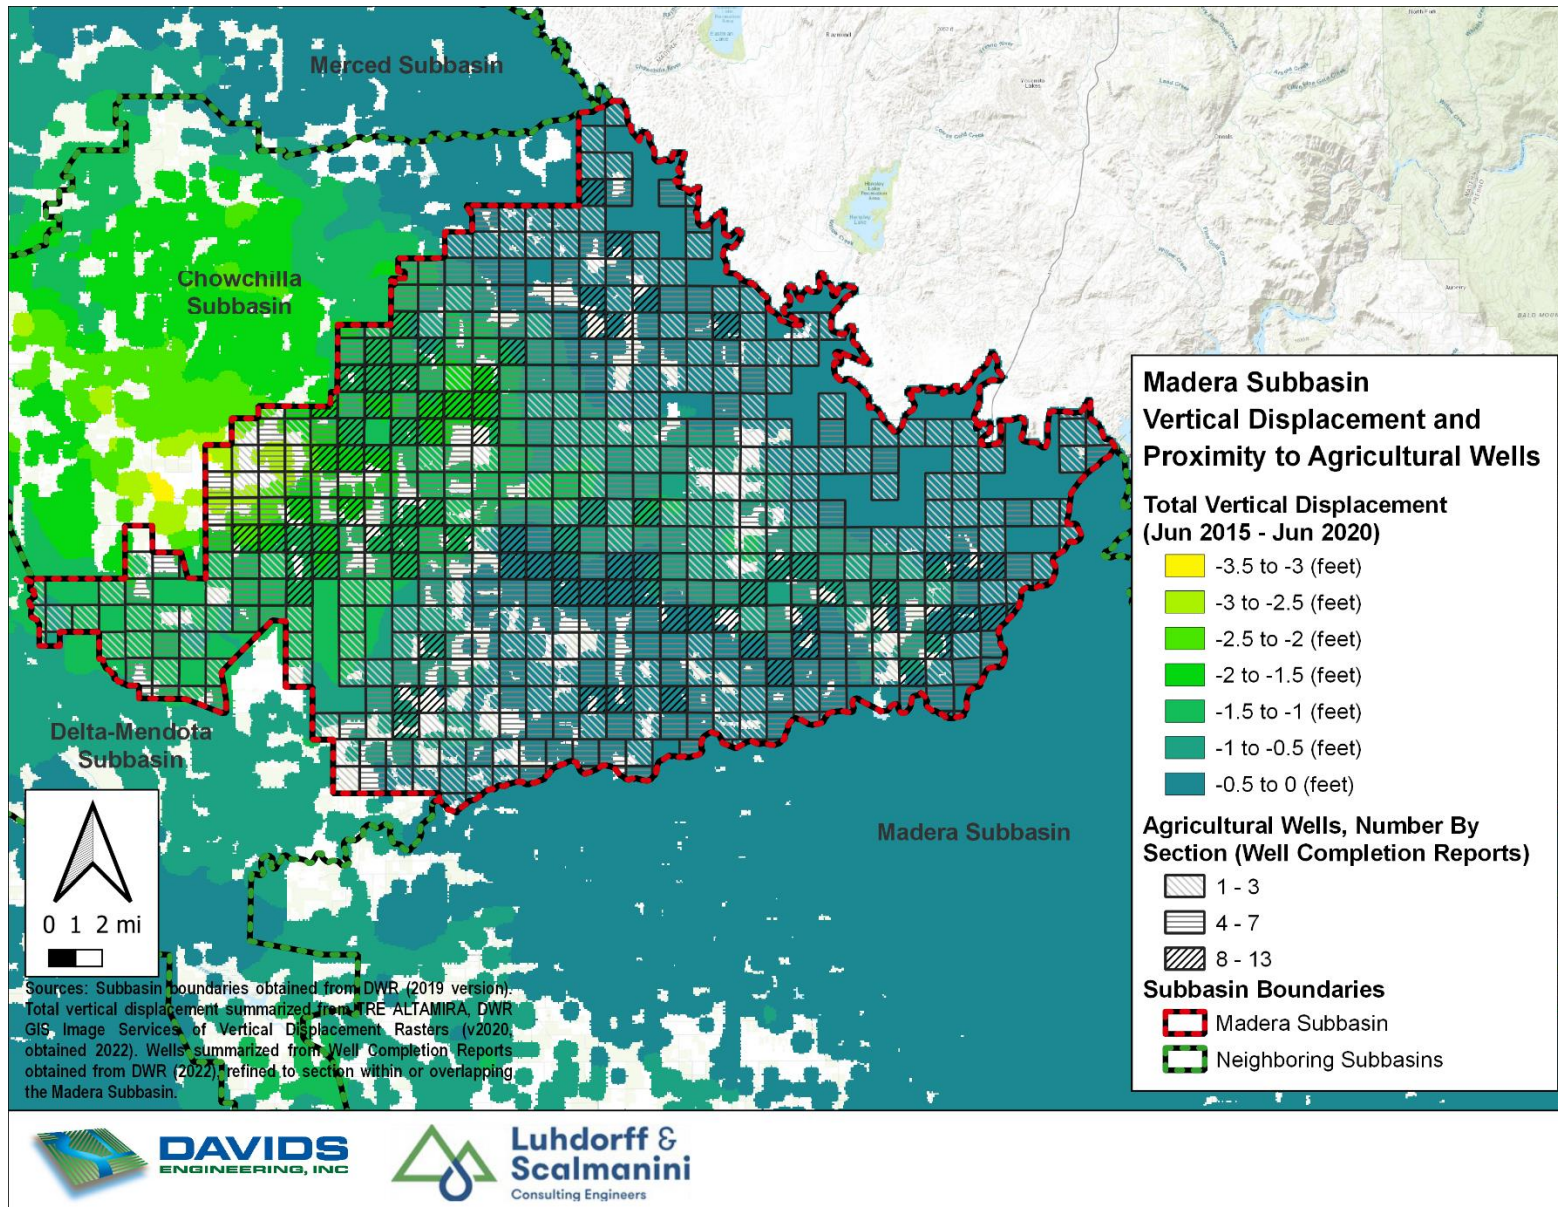 Merced Subbasin
Chowchilla
Subbasin
Delta-Mendota
Subbasin
Madera Subbasin
0 1 2 mi
Sources: Subbasin boundaries obtained from DWR (2019 version).
Total vertical displacement summarized from TRE ALTAMIRA, DWR
GIS Image Services of Vertical Displacement Rasters (v2020,
obtained 2022). Wells summarized from Well Completion Reports
obtained from DWR (2022), refined to section within or overlapping
the Madera Subbasin.
Madera Subbasin
Vertical Displacement and
Proximity to Agricultural Wells
Total Vertical Displacement
(Jun 2015 - Jun 2020)
-3.5 to -3 (feet)
-3 to -2.5 (feet)
-2.5 to -2 (feet)
-2 to -1.5 (feet)
-1.5 to -1 (feet)
-1 to -0.5 (feet)
-0.5 to 0 (feet)
Agricultural Wells, Number By
Section (Well Completion Reports)
1 - 3
4 - 7
8 - 13
Subbasin Boundaries
Madera Subbasin
Neighboring Subbasins
DAVIDS
ENGINEERING, INC
Luhdorff &
Scalmanini
Consulting Engineers